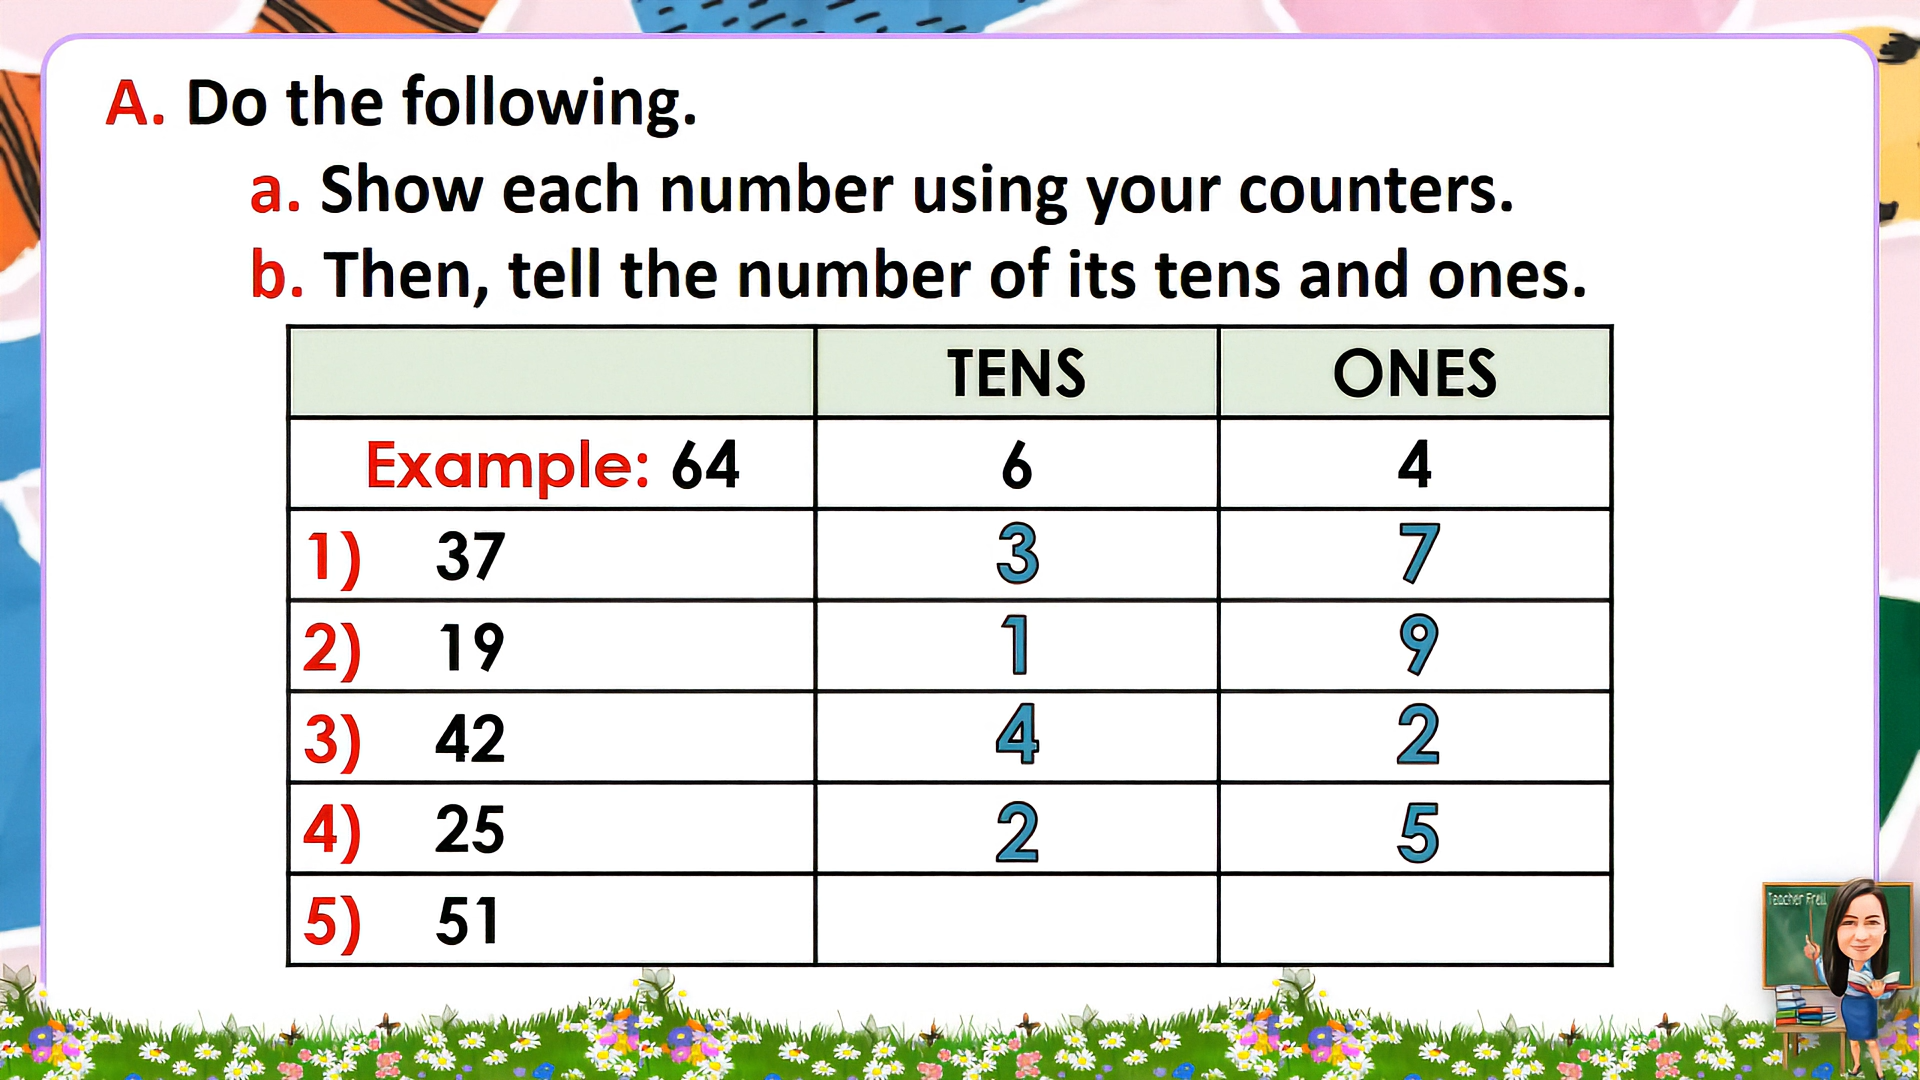 A. Do the following.
a. Show each number using your counters.
b. Then, tell the number of its tens and ones.
TENS ONES
Example: 64 6 4
1) 37 3 7
2) 19 1 9
3) 42 4 2
4) 25 2 5
5) 51
Teacher Frell